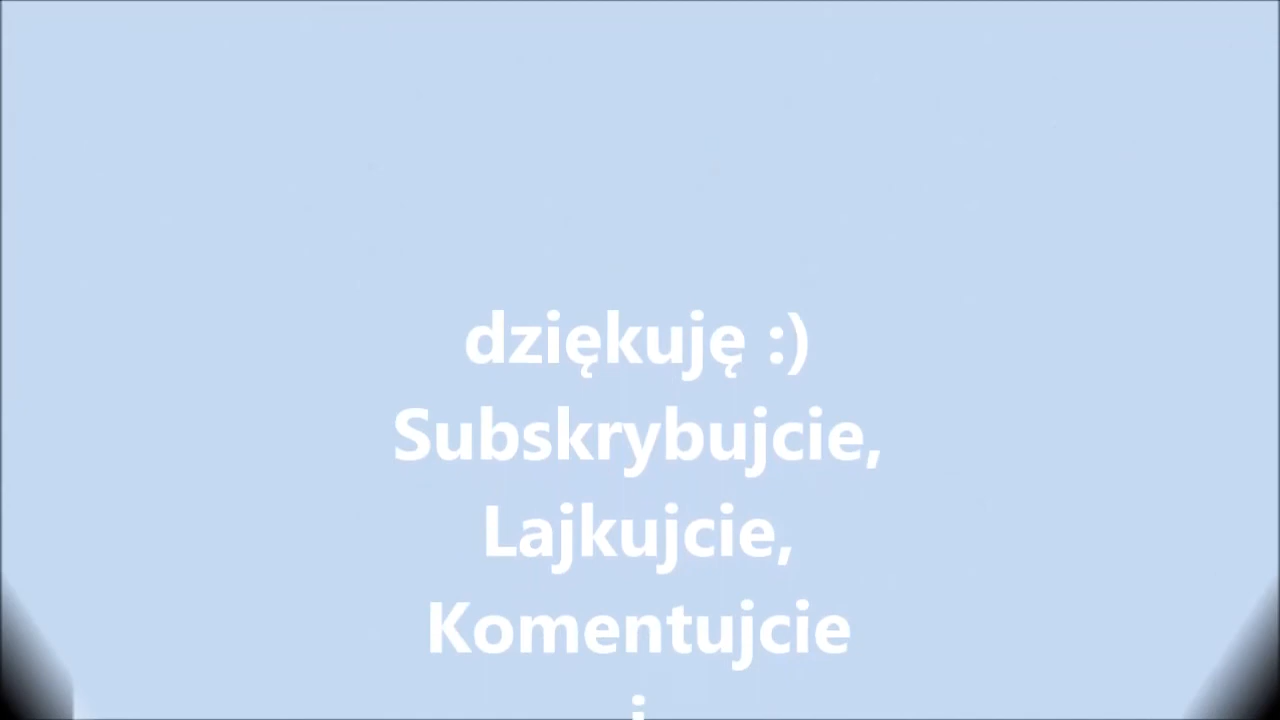 dziękuję :)
Subskrybujcie,
Lajkujcie,
Komentujcie
i